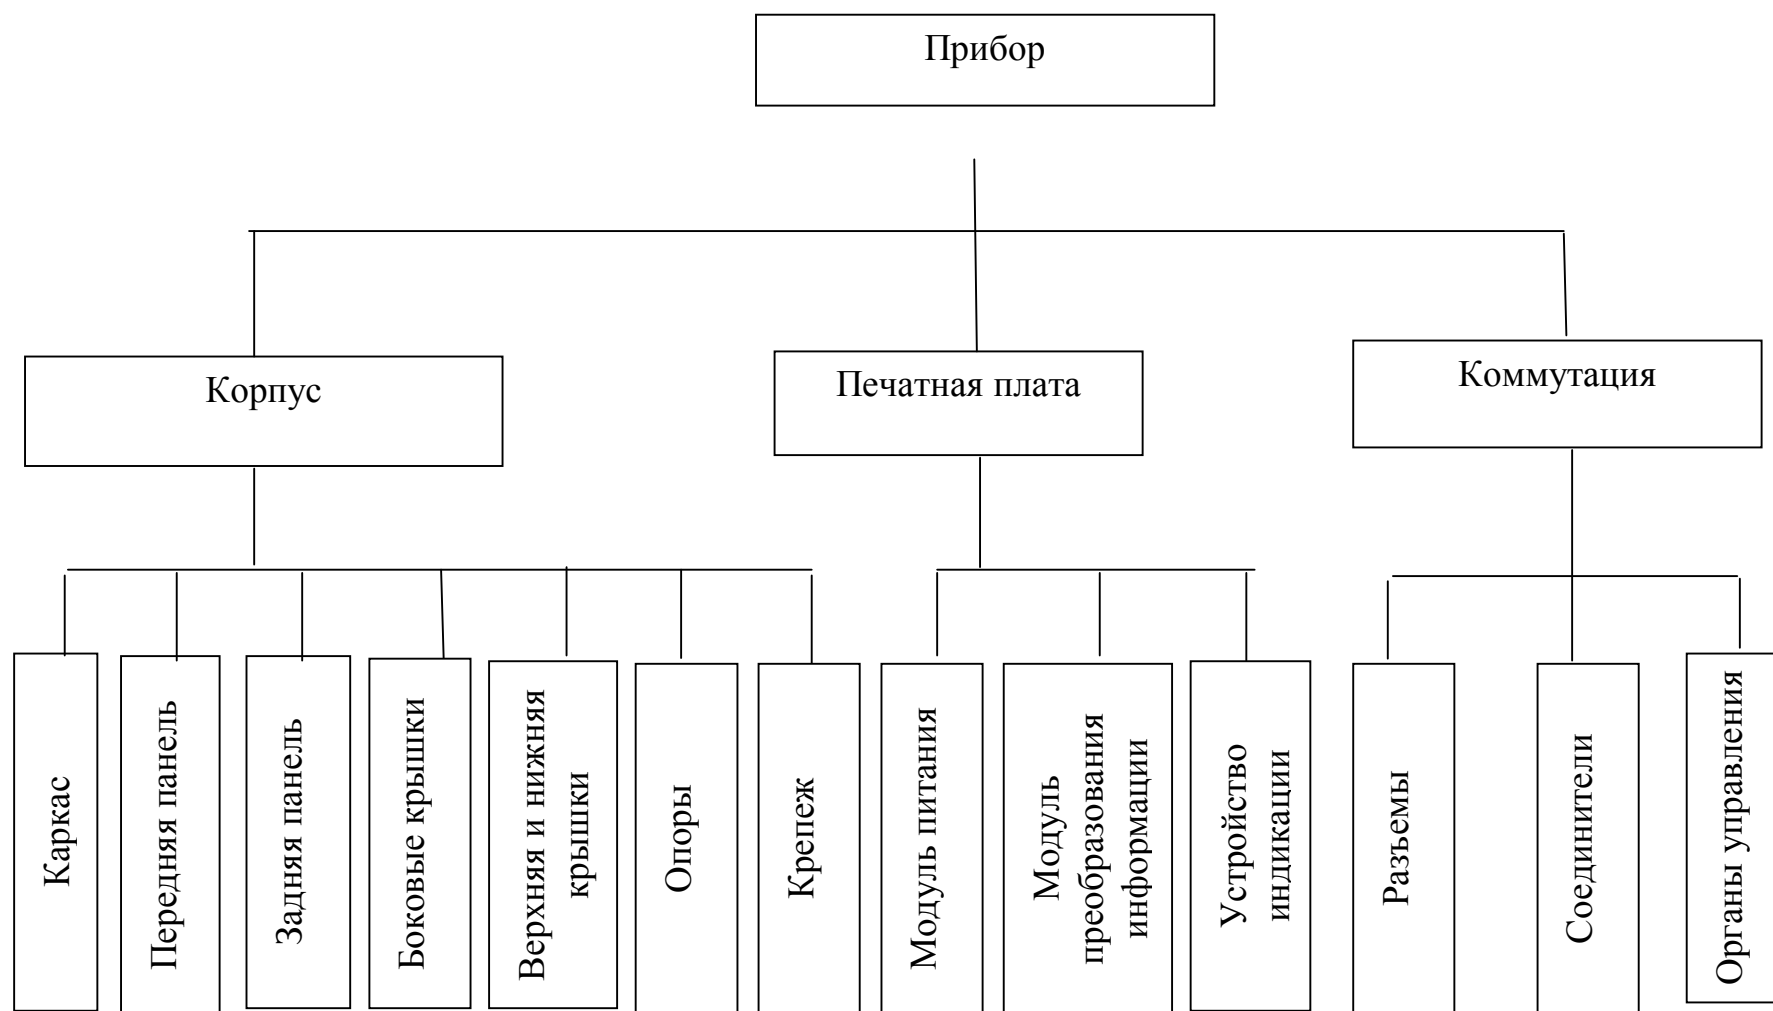 Прибор
Корпус
Печатная плата
Коммутация
Каркас
Передняя панель
Задняя панель
Боковые крышки
Верхняя и нижняя
крышки
Опоры
Крепеж
Модуль питания
Модуль
преобразования
информации
Устройство
индикации
Разъемы
Соединители
Органы управления